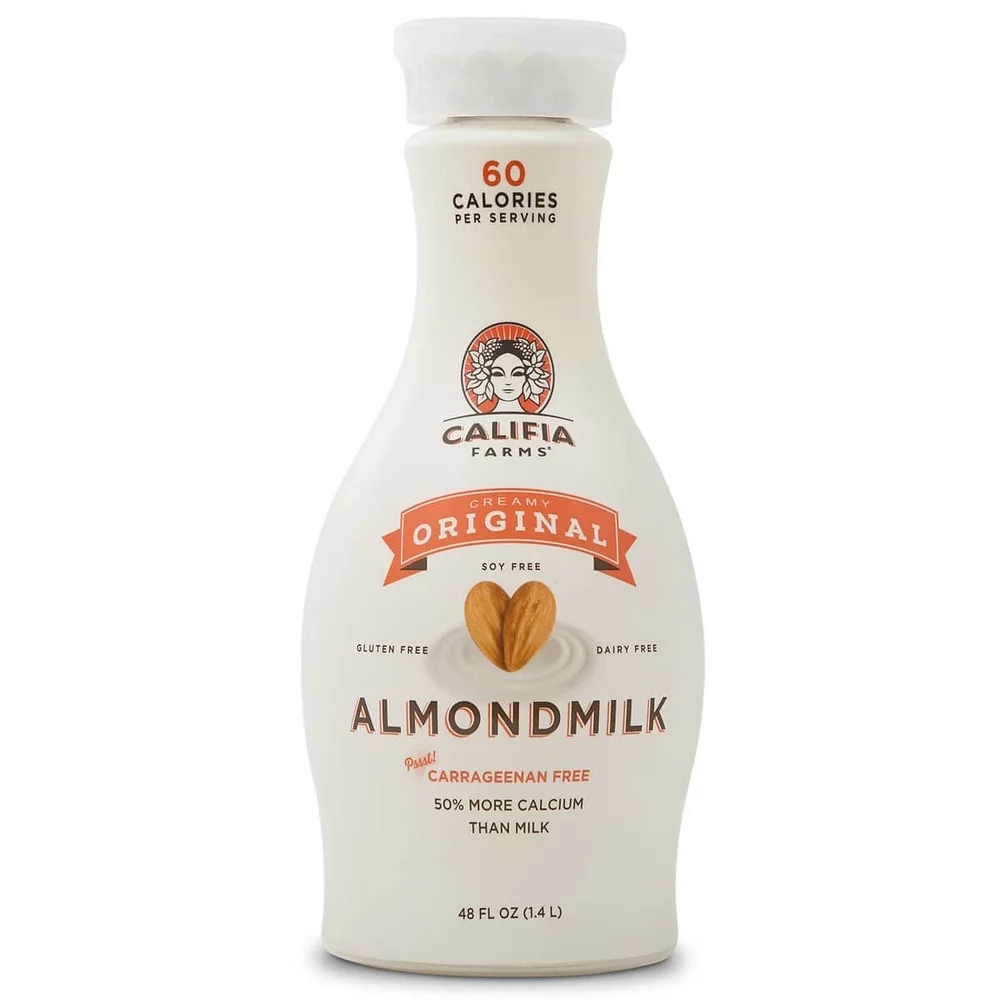 60
CALORIES
PER SERVING
CALIFIA
FARMS®
CREAMY
ORIGINAL
SOY FREE
GLUTEN FREE
DAIRY FREE
ALMONDMILK
Pssst!
CARRAGEENAN FREE
50% MORE CALCIUM
THAN MILK
48 FL OZ (1.4 L)